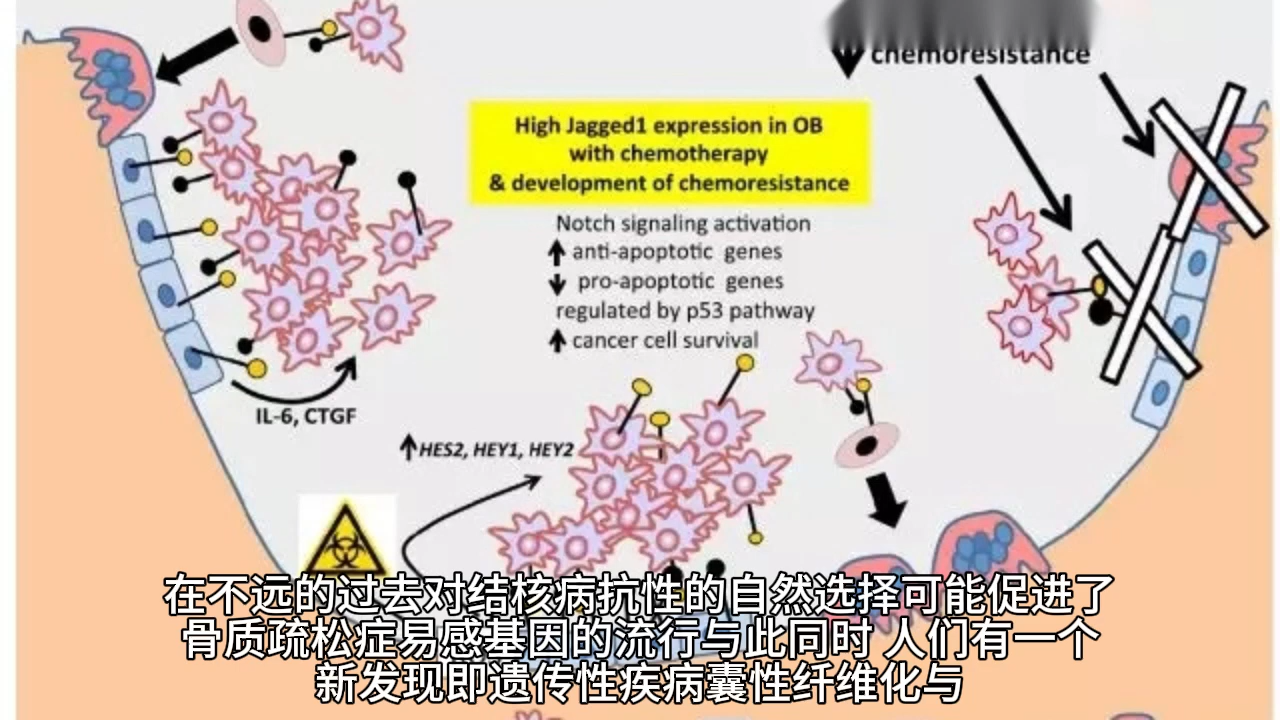 chemoresistance
High Jagged1 expression in OB
with chemotherapy
& development of chemoresistance
Notch signaling activation
anti-apoptotic genes
pro-apoptotic genes
regulated by p53 pathway
cancer cell survival
IL-6, CTGF
HES2, HEY1, HEY2
在不远的过去对结核病抗性的自然选择可能促进了
骨质疏松症易感基因的流行与此同时 人们有一个
新发现即遗传性疾病囊性纤维化与